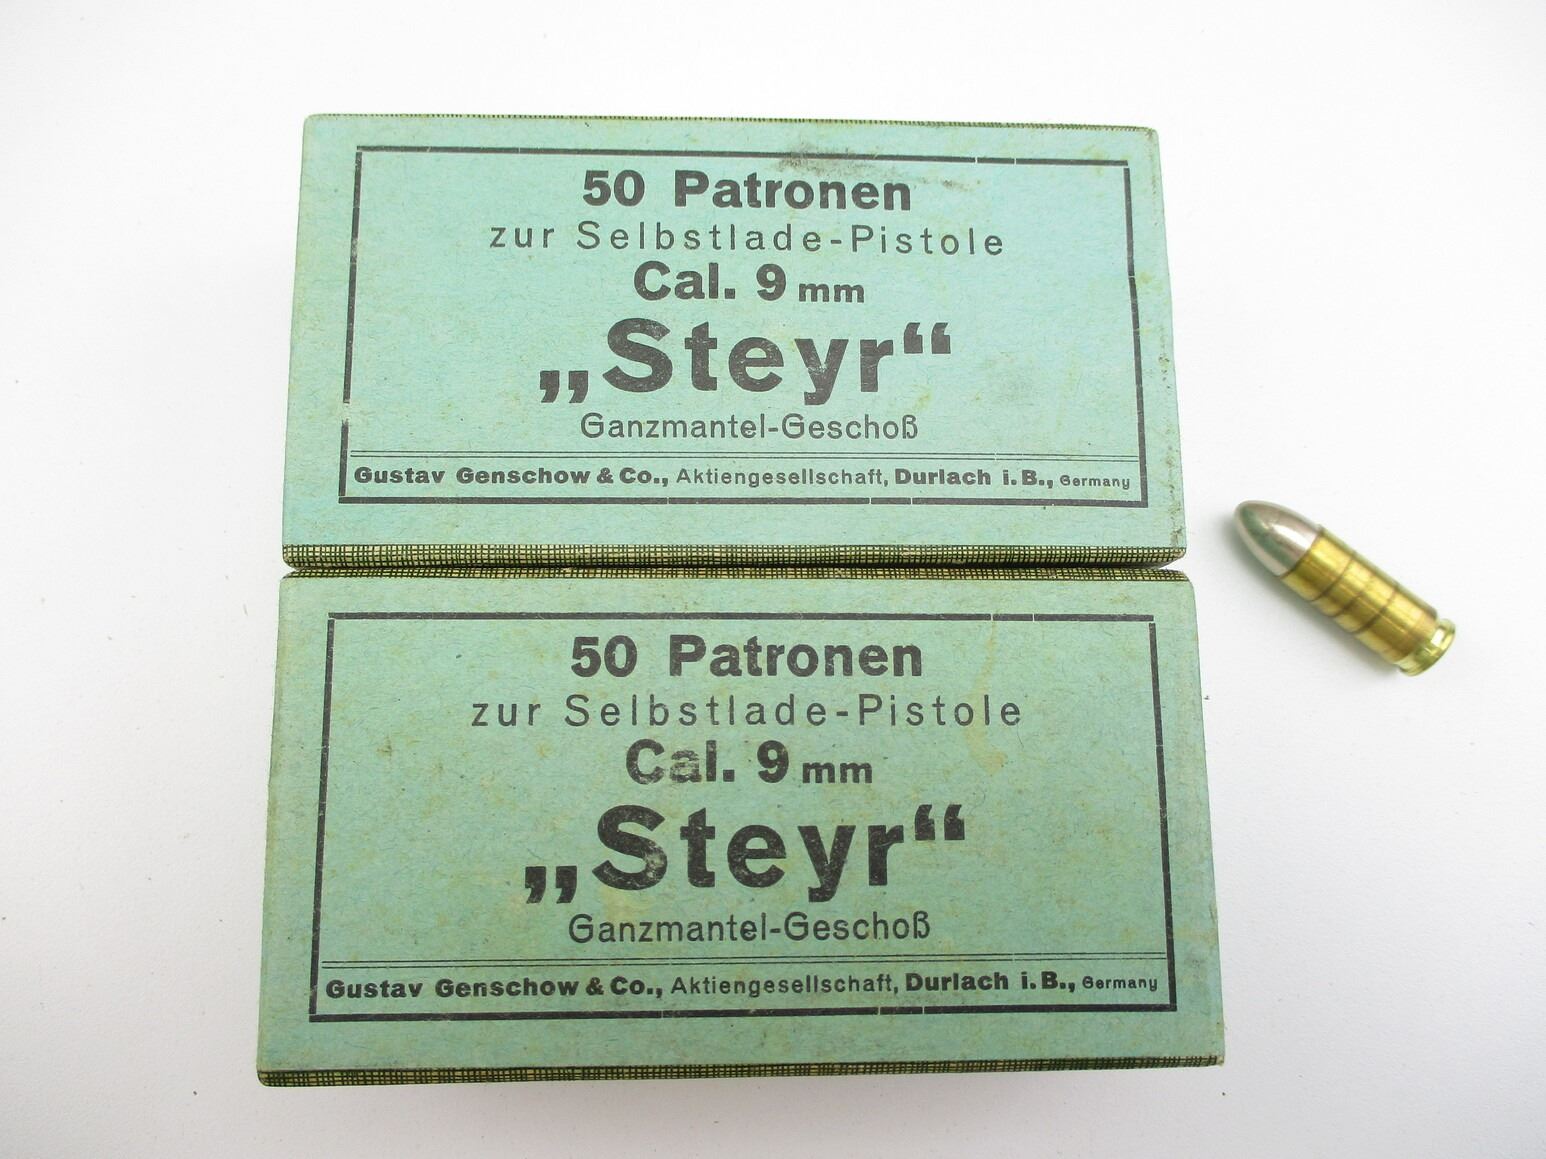 50 Patronen
zur Selbstlade-Pistole
Cal. 9 mm
„Steyr“
Ganzmantel-Geschoß
Gustav Genschow & Co., Aktiengesellschaft, Durlach i. B., Germany
50 Patronen
zur Selbstlade-Pistole
Cal. 9 mm
„Steyr“
Ganzmantel-Geschoß
Gustav Genschow & Co., Aktiengesellschaft, Durlach i. B., Germany